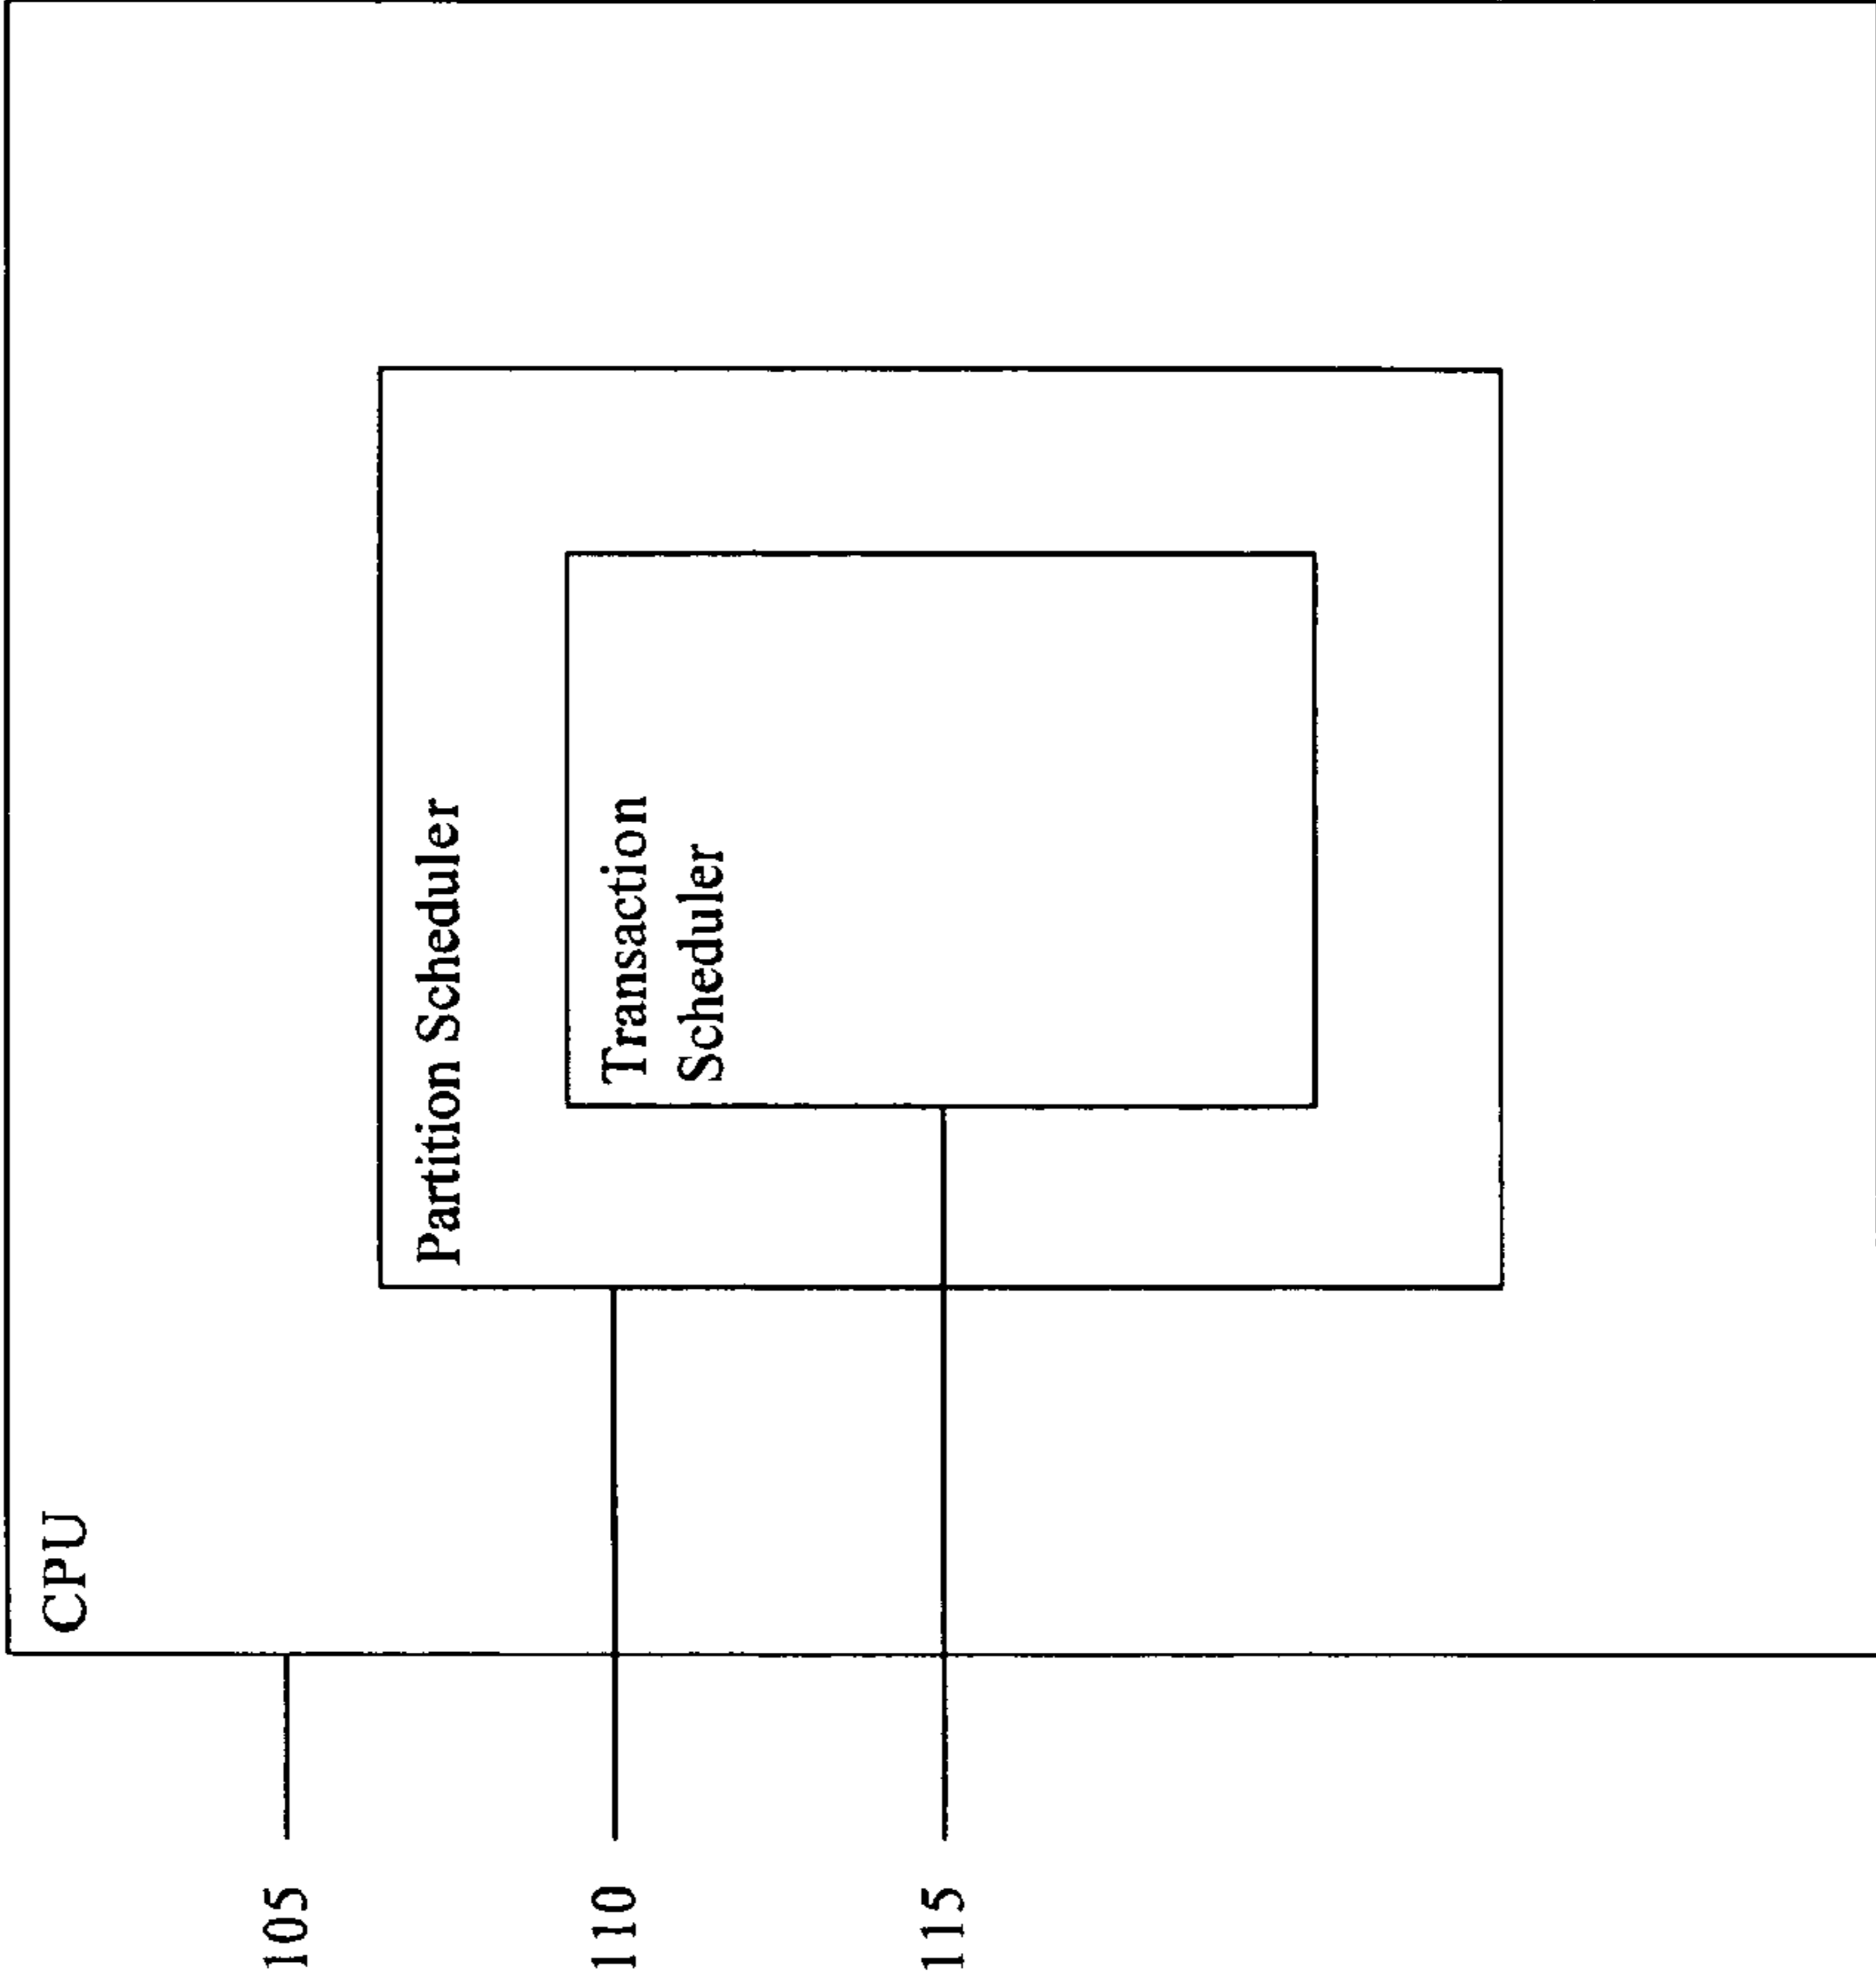 CPU
105
Partition Scheduler
110
Transaction
Scheduler
115